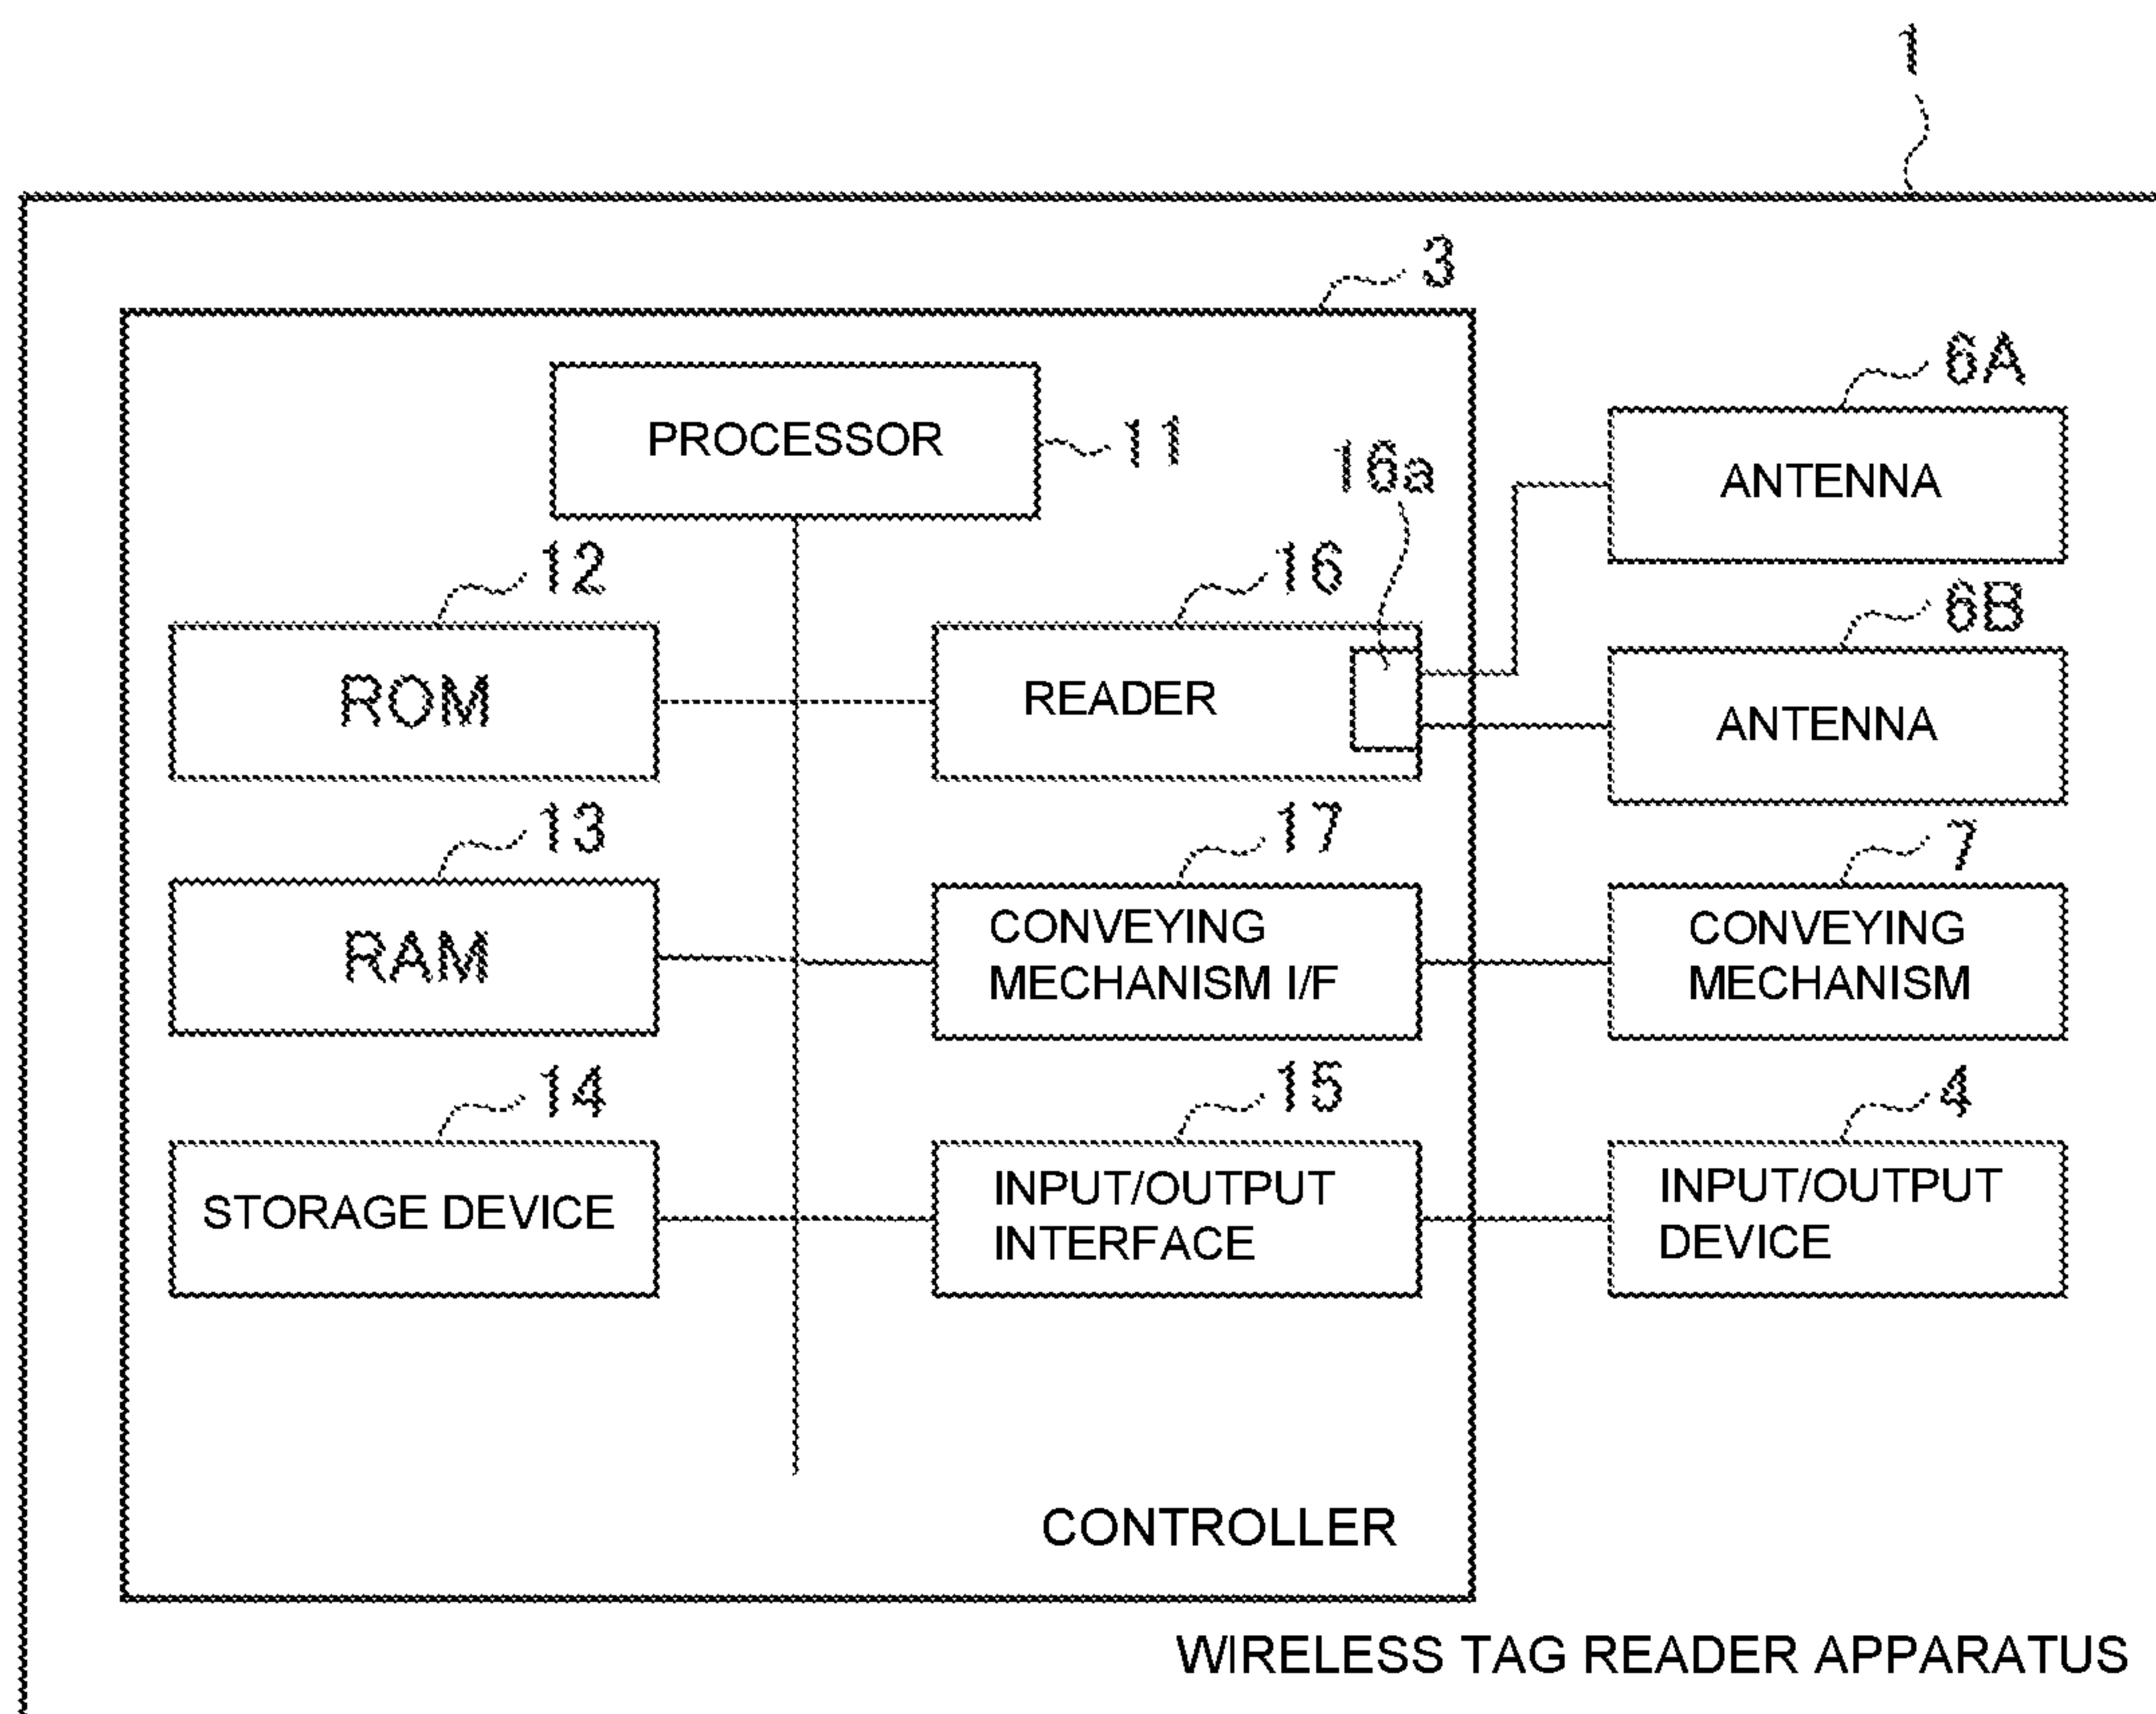 1
3
6A
PROCESSOR
11
16a
ANTENNA
12
16
6B
ROM
READER
ANTENNA
13
17
7
RAM
CONVEYING
MECHANISM I/F
CONVEYING
MECHANISM
14
15
4
STORAGE DEVICE
INPUT/OUTPUT
INTERFACE
INPUT/OUTPUT
DEVICE
CONTROLLER
WIRELESS TAG READER APPARATUS